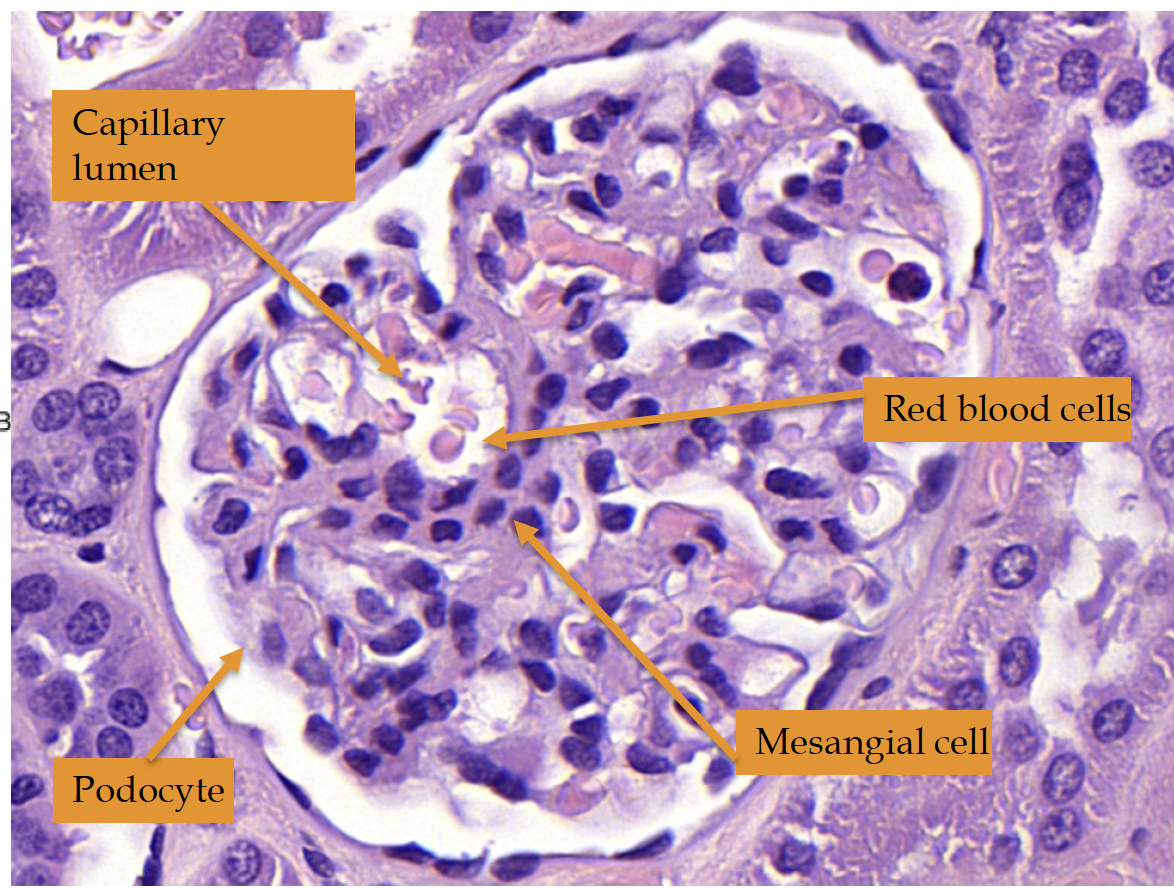 Capillary
lumen
Red blood cells
B
Mesangial cell
Podocyte